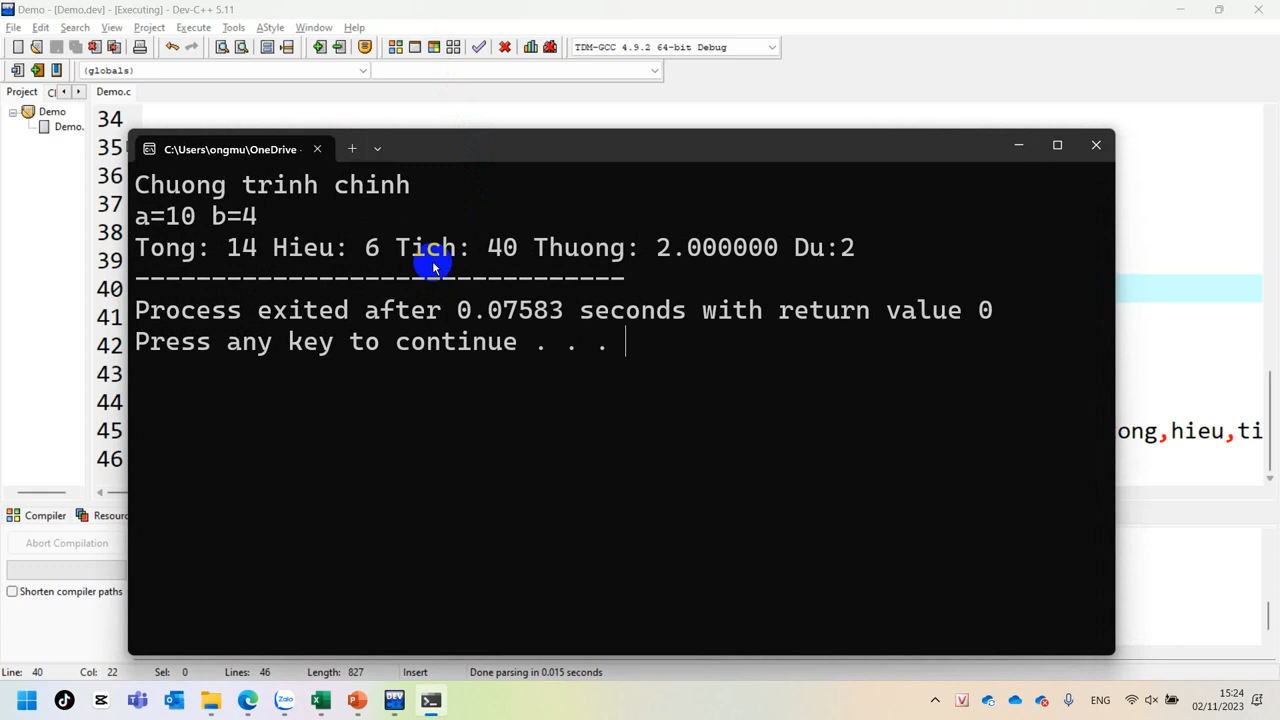 Demo - [Demo.dev] - [Executing] - Dev-C++ 5.11
File Edit Search View Project Execute Tools AStyle Window Help
TDM-GCC 4.9.2 64-bit Debug
(globals)
Project Demo.c
Demo
Demo.
34
35
36
37
38
39
40
41
42
43
44
45 ong,hieu,ti
46
C:\Users\ongmu\OneDrive
Chuong trinh chinh
a=10 b=4
Tong: 14 Hieu: 6 Tich: 40 Thuong: 2.000000 Du:2
--------------------------------
Process exited after 0.07583 seconds with return value 0
Press any key to continue . . .
Compiler Resour
Abort Compilation
Shorten compiler paths
Line: 40 Col: 22 Sel: 0 Lines: 46 Length: 827 Insert Done parsing in 0.015 seconds
ENG 15:24
02/11/2023